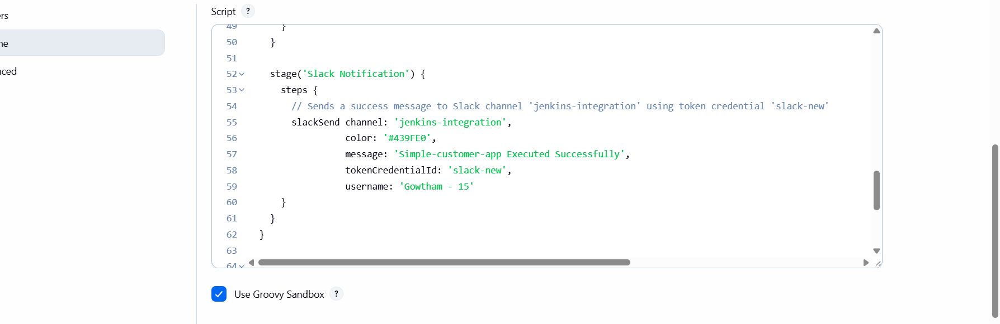 ers
Script ?
49 }
ne
50 }
51
nced
52 stage('Slack Notification') {
53 steps {
54 // Sends a success message to Slack channel 'jenkins-integration' using token credential 'slack-new'
55 slackSend channel: 'jenkins-integration',
56 color: '#439FE0',
57 message: 'Simple-customer-app Executed Successfully',
58 tokenCredentialId: 'slack-new',
59 username: 'Gowtham - 15'
60 }
61 }
62 }
63
64
Use Groovy Sandbox ?